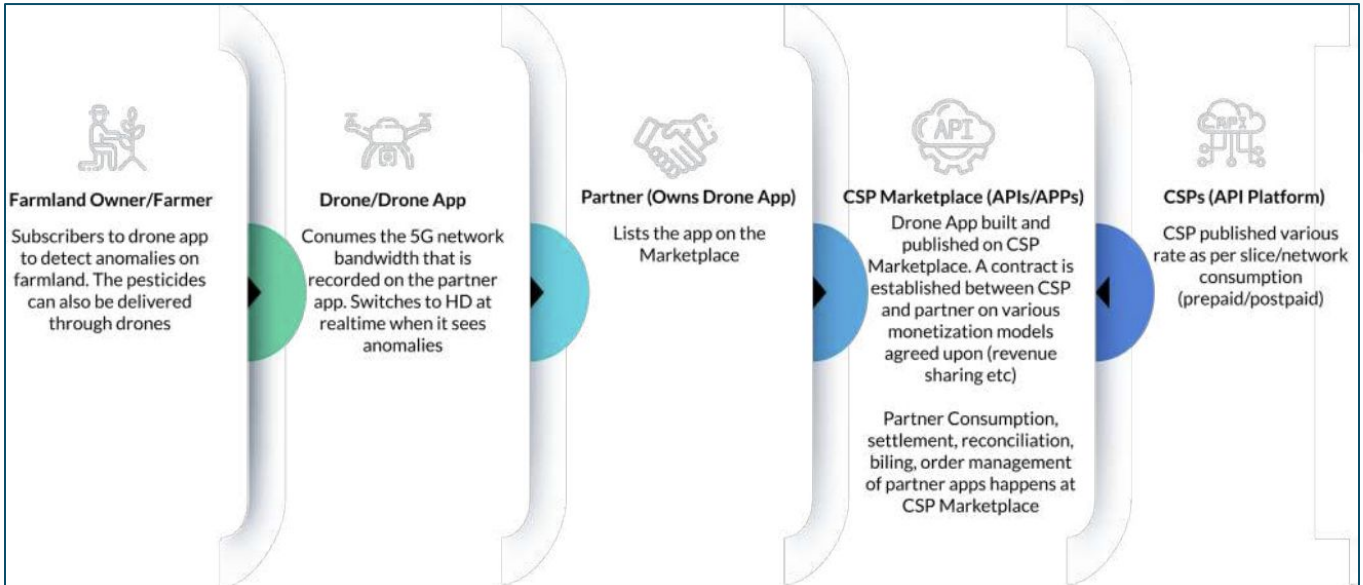 Farmland Owner/Farmer
Subscribers to drone app
to detect anomalies on
farmland. The pesticides
can also be delivered
through drones
Drone/Drone App
Conumes the 5G network
bandwidth that is
recorded on the partner
app. Switches to HD at
realtime when it sees
anomalies
Partner (Owns Drone App)
Lists the app on the
Marketplace
API
CSP Marketplace (APIs/APPs)
Drone App built and
published on CSP
Marketplace. A contract is
established between CSP
and partner on various
monetization models
agreed upon (revenue
sharing etc)
Partner Consumption,
settlement, reconciliation,
biling, order management
of partner apps happens at
CSP Marketplace
API
CSPs (API Platform)
CSP published various
rate as per slice/network
consumption
(prepaid/postpaid)